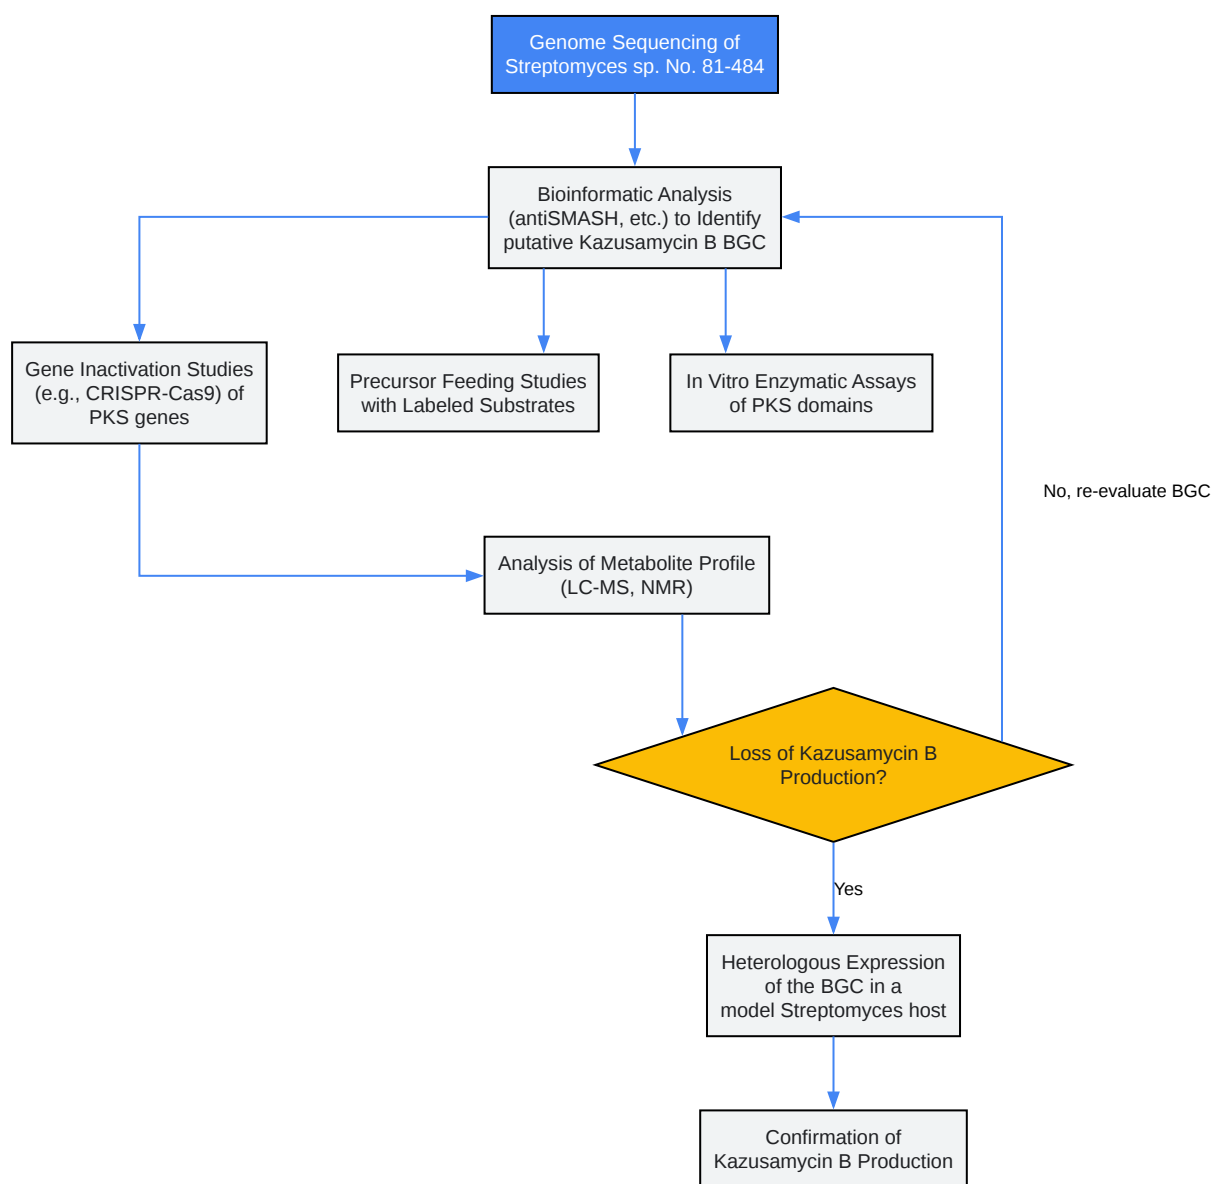 Genome Sequencing of
Streptomyces sp. No. 81-484
Bioinformatic Analysis
(antiSMASH, etc.) to Identify
putative Kazusamycin B BGC
Gene Inactivation Studies
(e.g., CRISPR-Cas9) of
PKS genes
Precursor Feeding Studies
with Labeled Substrates
In Vitro Enzymatic Assays
of PKS domains
No, re-evaluate BGC
Analysis of Metabolite Profile
(LC-MS, NMR)
Loss of Kazusamycin B
Production?
Yes
Heterologous Expression
of the BGC in a
model Streptomyces host
Confirmation of
Kazusamycin B Production